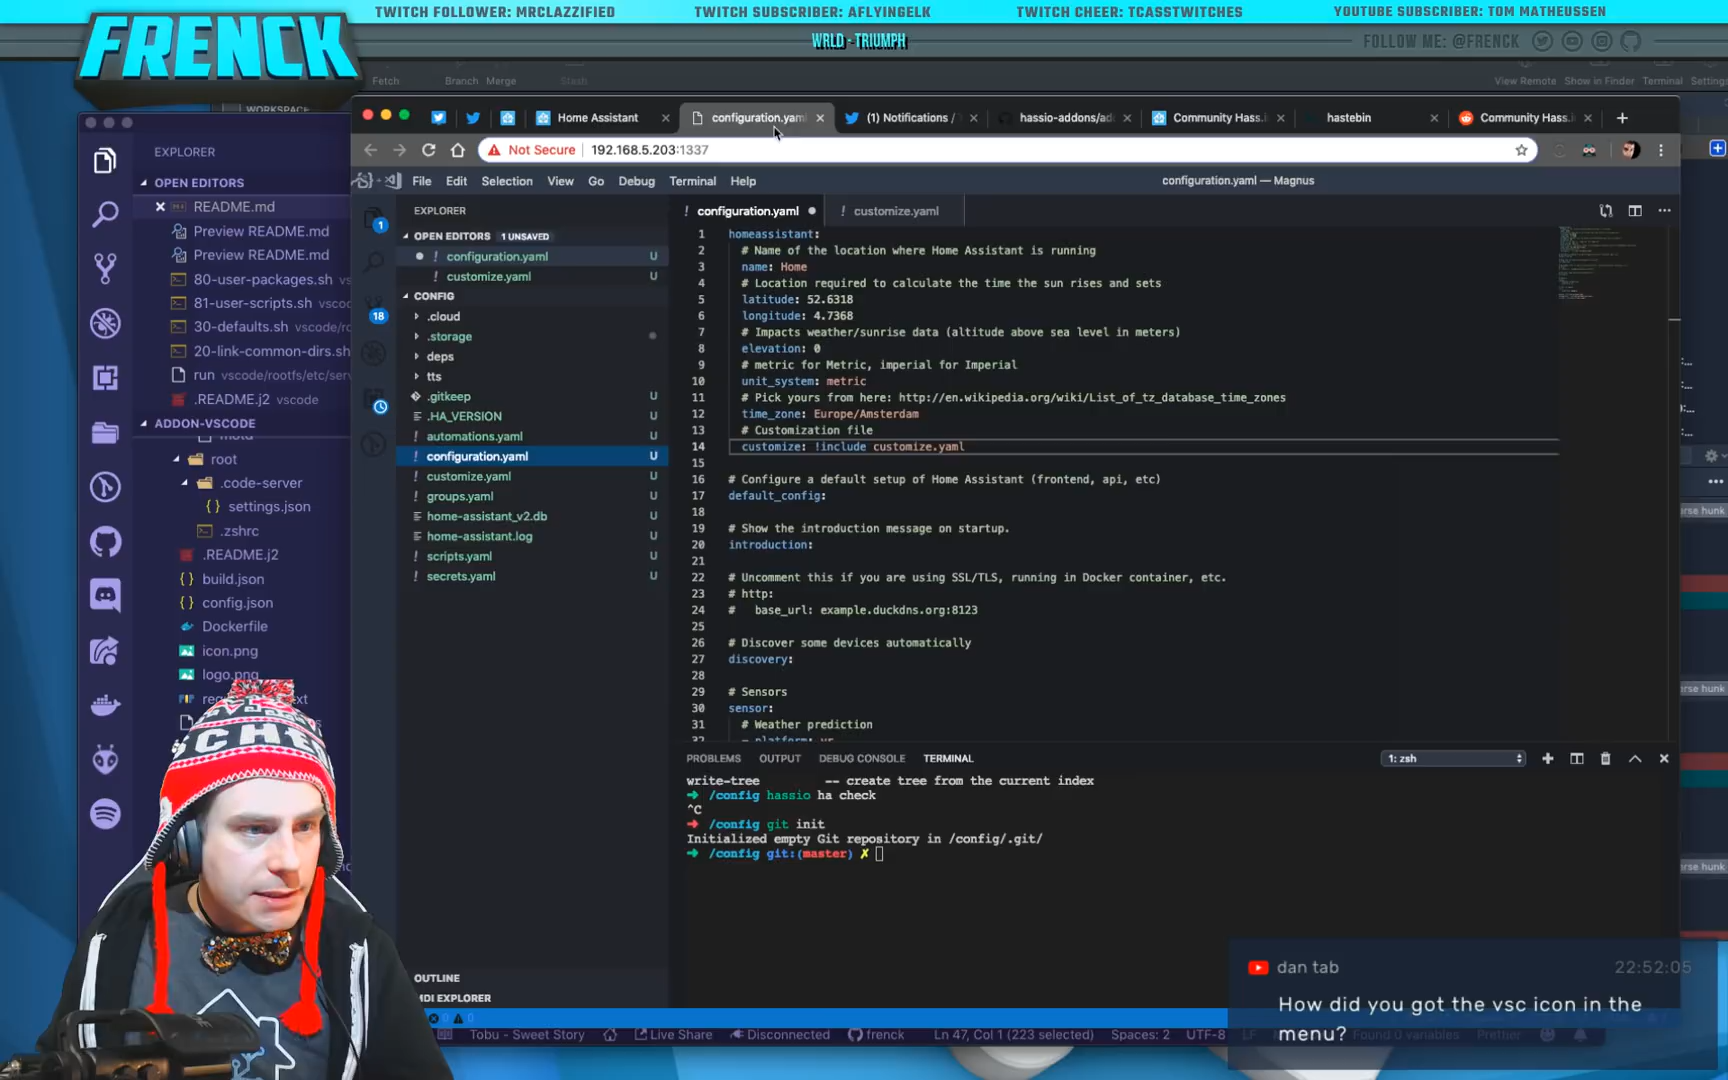 TWITCH FOLLOWER: MRCLAZZIFIED
TWITCH SUBSCRIBER: AFLYINGELK
TWITCH CHEER: TCASSTWITCHES
YOUTUBE SUBSCRIBER: TOM MATHEUSSEN
FRENCK
WRLD - TRIUMPH
FOLLOW ME: @FRENCK
Fetch
Branch
Merge
Stash
View Remote
Show in Finder
Terminal
WORKSPACE
Home Assistant
configuration.yaml
(1) Notifications /
hassio-addons/ad
Community Hass.
hastebin
Community Hass.
Not Secure
192.168.5.203:1337
File
Edit
Selection
View
Go
Debug
Terminal
Help
configuration.yaml — Magnus
EXPLORER
OPEN EDITORS
README.md
Preview README.md
Preview README.md
80-user-packages.sh
81-user-scripts.sh vscod
30-defaults.sh vscode/ro
20-link-common-dirs.sh
run vscode/rootfs/etc/serv
.README.j2 vscode
ADDON-VSCODE
root
.code-server
settings.json
.zshrc
.README.j2
build.json
config.json
Dockerfile
icon.png
logo.png
EXPLORER
OPEN EDITORS 1 UNSAVED
configuration.yaml U
customize.yaml U
CONFIG
.cloud
.storage
deps
tts
.gitkeep U
.HA_VERSION U
automations.yaml U
configuration.yaml U
customize.yaml U
groups.yaml U
home-assistant_v2.db U
home-assistant.log U
scripts.yaml U
secrets.yaml U
OUTLINE
MDI EXPLORER
1
18
configuration.yaml
customize.yaml
1 homeassistant:
2 # Name of the location where Home Assistant is running
3 name: Home
4 # Location required to calculate the time the sun rises and sets
5 latitude: 52.6318
6 longitude: 4.7368
7 # Impacts weather/sunrise data (altitude above sea level in meters)
8 elevation: 0
9 # metric for Metric, imperial for Imperial
10 unit_system: metric
11 # Pick yours from here: http://en.wikipedia.org/wiki/List_of_tz_database_time_zones
12 time_zone: Europe/Amsterdam
13 # Customization file
14 customize: !include customize.yaml
15
16 # Configure a default setup of Home Assistant (frontend, api, etc)
17 default_config:
18
19 # Show the introduction message on startup.
20 introduction:
21
22 # Uncomment this if you are using SSL/TLS, running in Docker container, etc.
23 # http:
24 # base_url: example.duckdns.org:8123
25
26 # Discover some devices automatically
27 discovery:
28
29 # Sensors
30 sensor:
31 # Weather prediction
32 - platform: yr
PROBLEMS
OUTPUT
DEBUG CONSOLE
TERMINAL
1: zsh
write-tree -- create tree from the current index
➜ /config hassio ha check
^C
➜ /config git init
Initialized empty Git repository in /config/.git/
➜ /config git:(master) ✗
erse hunk
erse hunk
erse hunk
dan tab
22:52:05
How did you got the vsc icon in the
menu?
Tobu - Sweet Story
Live Share
Disconnected
frenck
Ln 47, Col 1 (223 selected)
Spaces: 2
UTF-8
LF
Found 0 variables
Prettier